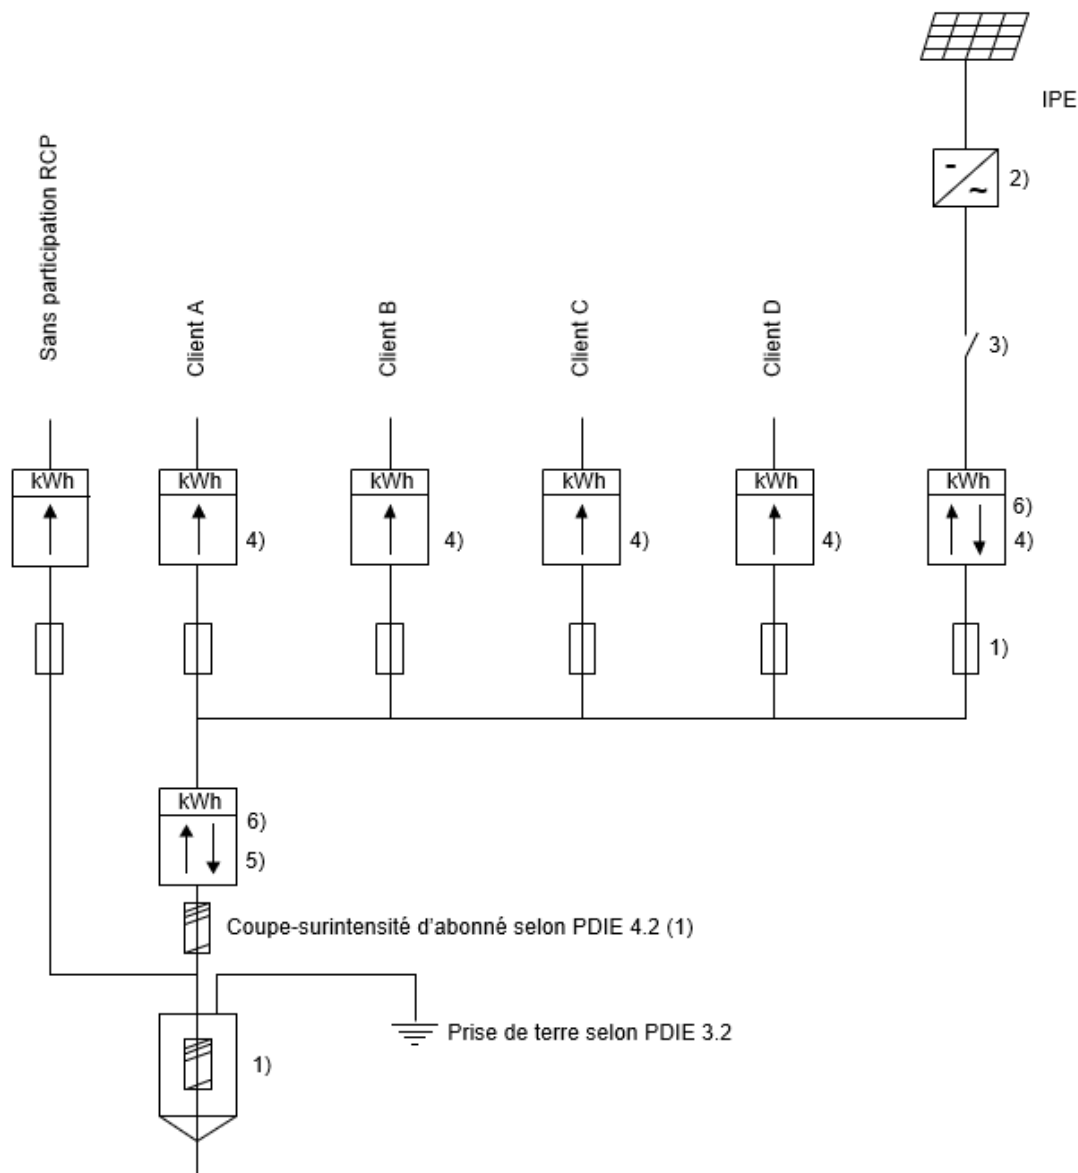 IPE
2)
Sans participation RCP
Client A
Client B
Client C
Client D
3)
kWh
kWh
4)
kWh
4)
kWh
4)
kWh
4)
kWh
6)
4)
1)
kWh
6)
5)
Coupe-surintensité d'abonné selon PDIE 4.2 (1)
Prise de terre selon PDIE 3.2
1)